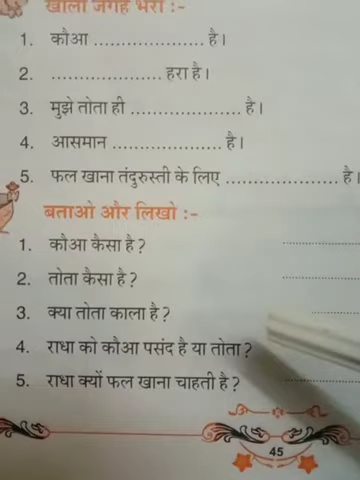 खाली जगह भरो :-
1. कौआ .................... है।
2. .................... हरा है।
3. मुझे तोता ही .................... है।
4. आसमान .................... है।
5. फल खाना तंदुरुस्ती के लिए .................... है।
बताओ और लिखो :-
1. कौआ कैसा है? ....................
2. तोता कैसा है? ....................
3. क्या तोता काला है? ....................
4. राधा को कौआ पसंद है या तोता?
5. राधा क्यों फल खाना चाहती है? ....................
45